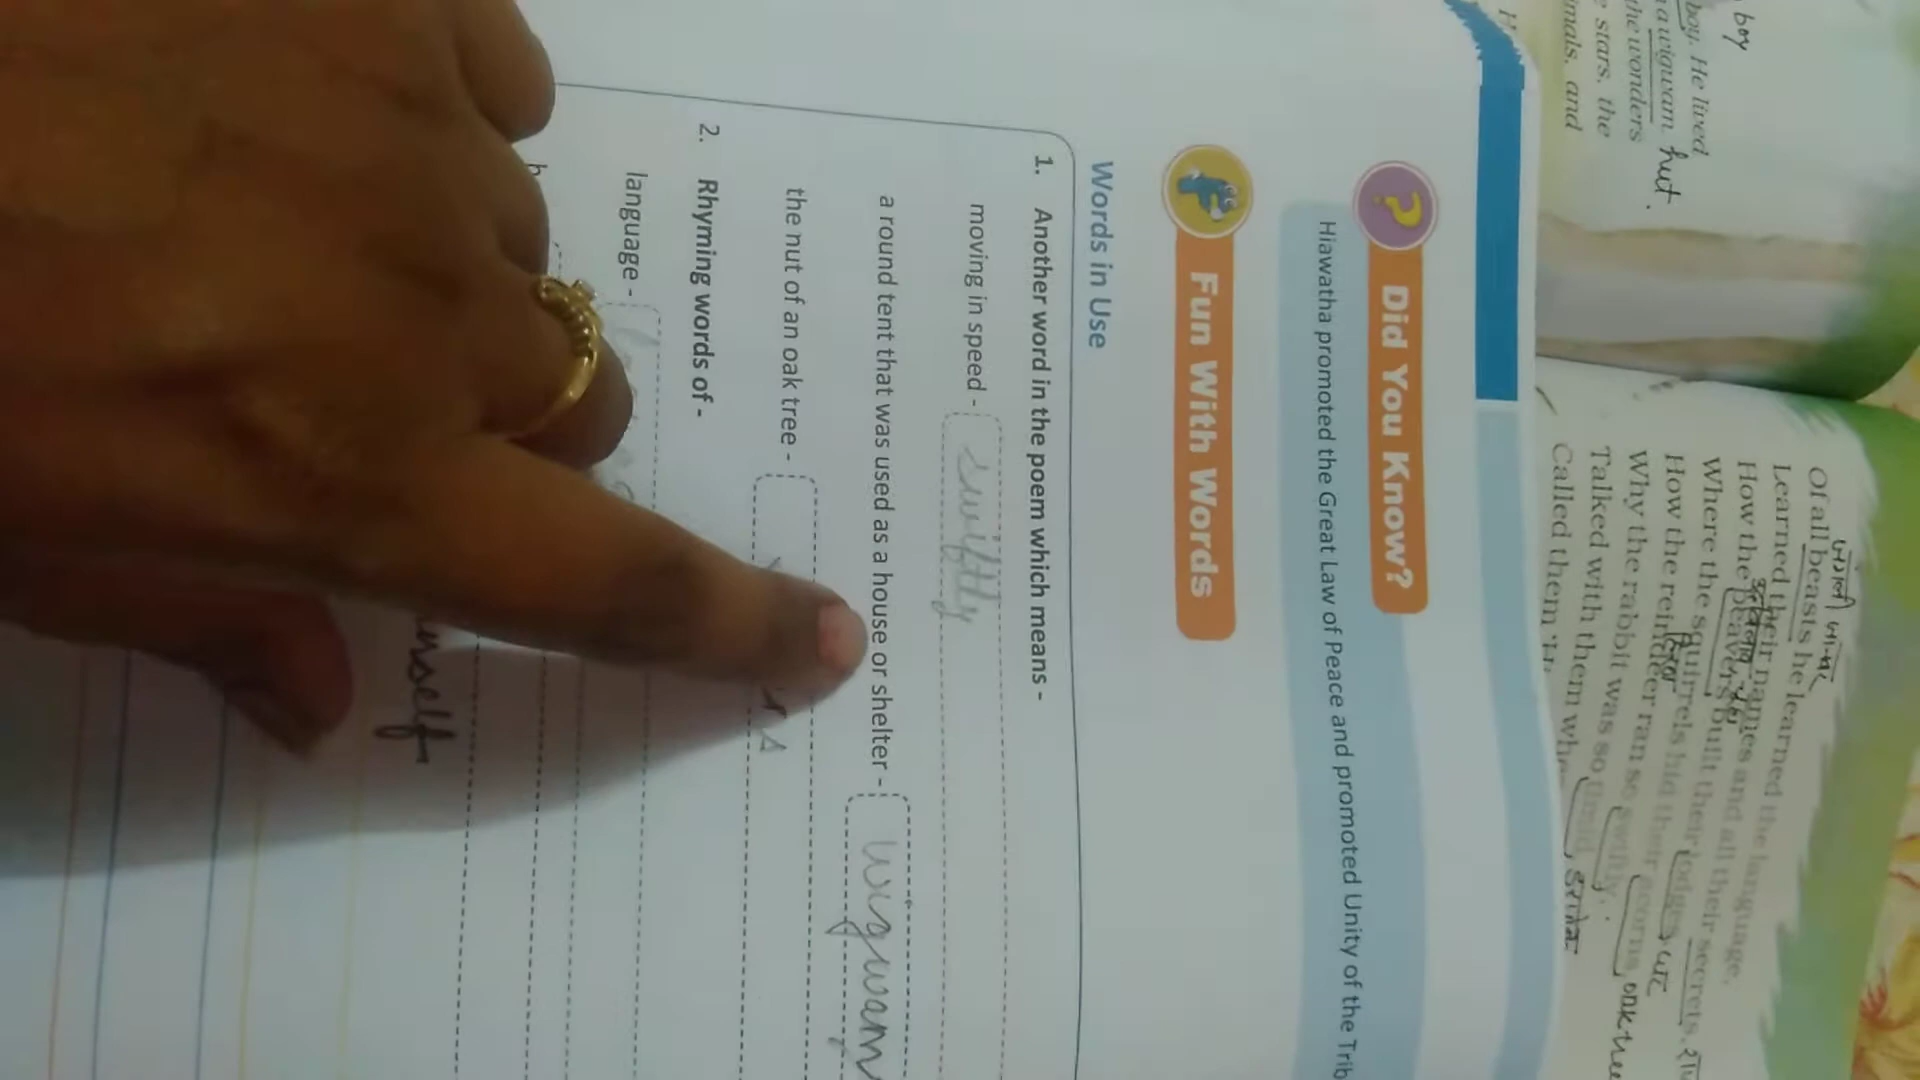 boy
boy. He lived
a wigwam hut.
the wonders
stars, the
and
Of all beasts he learned the language,
Learned their names and all their secrets,
How the beavers built their lodges,
Where the squirrels hid their acorns, oak tree
How the reindeer ran so swiftly,
Why the rabbit was so timid,
Talked with them whe
Called them
Did You Know?
Hiawatha promoted the Great Law of Peace and promoted Unity of the Trib
Fun With Words
Words in Use
1. Another word in the poem which means -
moving in speed - swiftly
a round tent that was used as a house or shelter - wigwam
the nut of an oak tree -
2. Rhyming words of -
language -